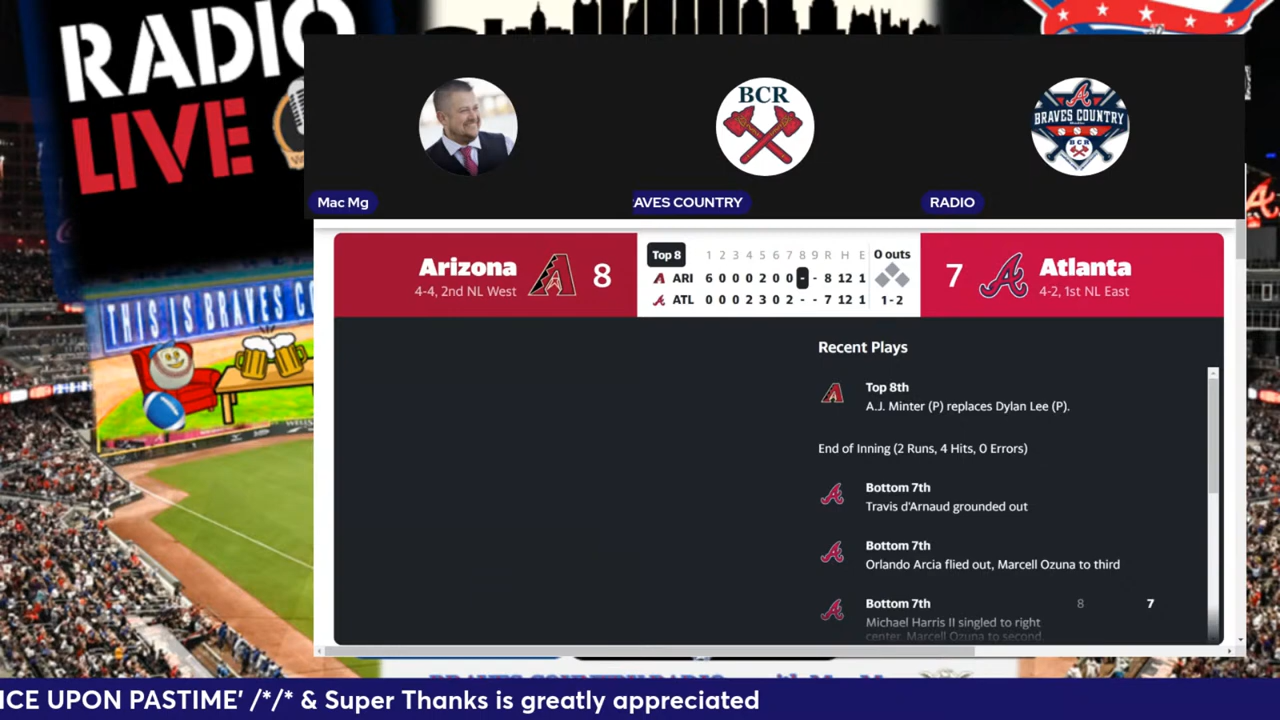 RADIO
LIVE
BCR
BRAVES COUNTRY
BCR
Mac Mg
AVES COUNTRY
RADIO
THIS IS BRAVES CO
Arizona
4-4, 2nd NL West
8
Top 8 1 2 3 4 5 6 7 8 9 R H E
ARI 6 0 0 0 2 0 0 - - 8 12 1
ATL 0 0 0 2 3 0 2 - - 7 12 1
0 outs
1-2
7
Atlanta
4-2, 1st NL East
Recent Plays
Top 8th
A.J. Minter (P) replaces Dylan Lee (P).
End of Inning (2 Runs, 4 Hits, 0 Errors)
Bottom 7th
Travis d'Arnaud grounded out
Bottom 7th
Orlando Arcia flied out, Marcell Ozuna to third
Bottom 7th 8 7
Michael Harris II singled to right
center, Marcell Ozuna to second.
ICE UPON PASTIME' /*/* & Super Thanks is greatly appreciated